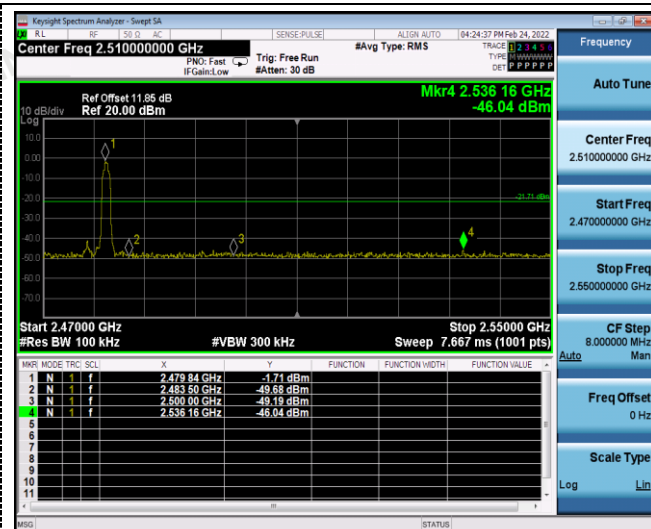 Keysight Spectrum Analyzer - Swept SA
RL RF 50 Ω AC SENSE:PULSE ALIGN AUTO 04:24:37 PM Feb 24, 2022
Center Freq 2.510000000 GHz #Avg Type: RMS TRACE 1 2 3 4 5 6
PNO: Fast Trig: Free Run TYPE M W W W W W
IFGain:Low #Atten: 30 dB DET P P P P P P
Mkr4 2.536 16 GHz
-46.04 dBm
Ref Offset 11.85 dB
10 dB/div Ref 20.00 dBm
Log
10.0
0.00
-10.0
-20.0
-30.0
-40.0
-50.0
-60.0
-70.0
1
2
3
4
-21.71 dBm
Start 2.47000 GHz Stop 2.55000 GHz
#Res BW 100 kHz #VBW 300 kHz Sweep 7.667 ms (1001 pts)
MKR MODE TRC SCL X Y FUNCTION FUNCTION WIDTH FUNCTION VALUE
1 N 1 f 2.479 84 GHz -1.71 dBm
2 N 1 f 2.483 50 GHz -49.68 dBm
3 N 1 f 2.500 00 GHz -49.19 dBm
4 N 1 f 2.536 16 GHz -46.04 dBm
5
6
7
8
9
10
11
MSG STATUS
Frequency
Auto Tune
Center Freq
2.510000000 GHz
Start Freq
2.470000000 GHz
Stop Freq
2.550000000 GHz
CF Step
8.000000 MHz
Auto Man
Freq Offset
0 Hz
Scale Type
Log Lin